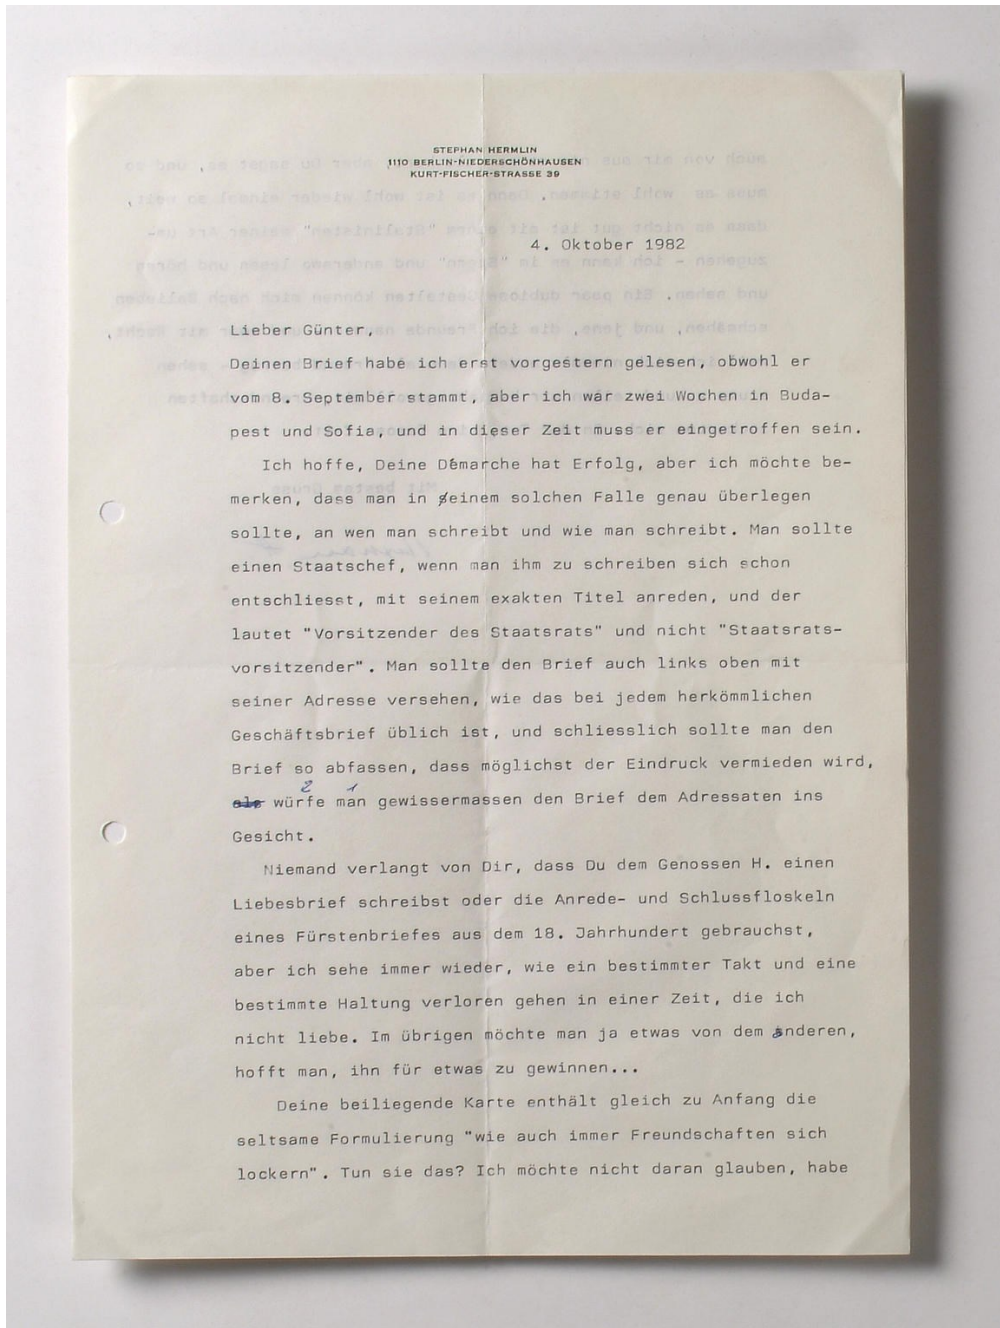 STEPHAN HERMLIN
1110 BERLIN-NIEDERSCHÖNHAUSEN
KURT-FISCHER-STRASSE 39
4. Oktober 1982
Lieber Günter,
Deinen Brief habe ich erst vorgestern gelesen, obwohl er
vom 8. September stammt, aber ich war zwei Wochen in Buda-
pest und Sofia, und in dieser Zeit muss er eingetroffen sein.
Ich hoffe, Deine Démarche hat Erfolg, aber ich möchte be-
merken, dass man in einem solchen Falle genau überlegen
sollte, an wen man schreibt und wie man schreibt. Man sollte
einen Staatschef, wenn man ihm zu schreiben sich schon
entschliesst, mit seinem exakten Titel anreden, und der
lautet "Vorsitzender des Staatsrats" und nicht "Staatsrats-
vorsitzender". Man sollte den Brief auch links oben mit
seiner Adresse versehen, wie das bei jedem herkömmlichen
Geschäftsbrief üblich ist, und schliesslich sollte man den
Brief so abfassen, dass möglichst der Eindruck vermieden wird,
2 1
als würfe man gewissermassen den Brief dem Adressaten ins
Gesicht.
Niemand verlangt von Dir, dass Du dem Genossen H. einen
Liebesbrief schreibst oder die Anrede- und Schlussfloskeln
eines Fürstenbriefes aus dem 18. Jahrhundert gebrauchst,
aber ich sehe immer wieder, wie ein bestimmter Takt und eine
bestimmte Haltung verloren gehen in einer Zeit, die ich
nicht liebe. Im übrigen möchte man ja etwas von dem anderen,
hofft man, ihn für etwas zu gewinnen...
Deine beiliegende Karte enthält gleich zu Anfang die
seltsame Formulierung "wie auch immer Freundschaften sich
lockern". Tun sie das? Ich möchte nicht daran glauben, habe